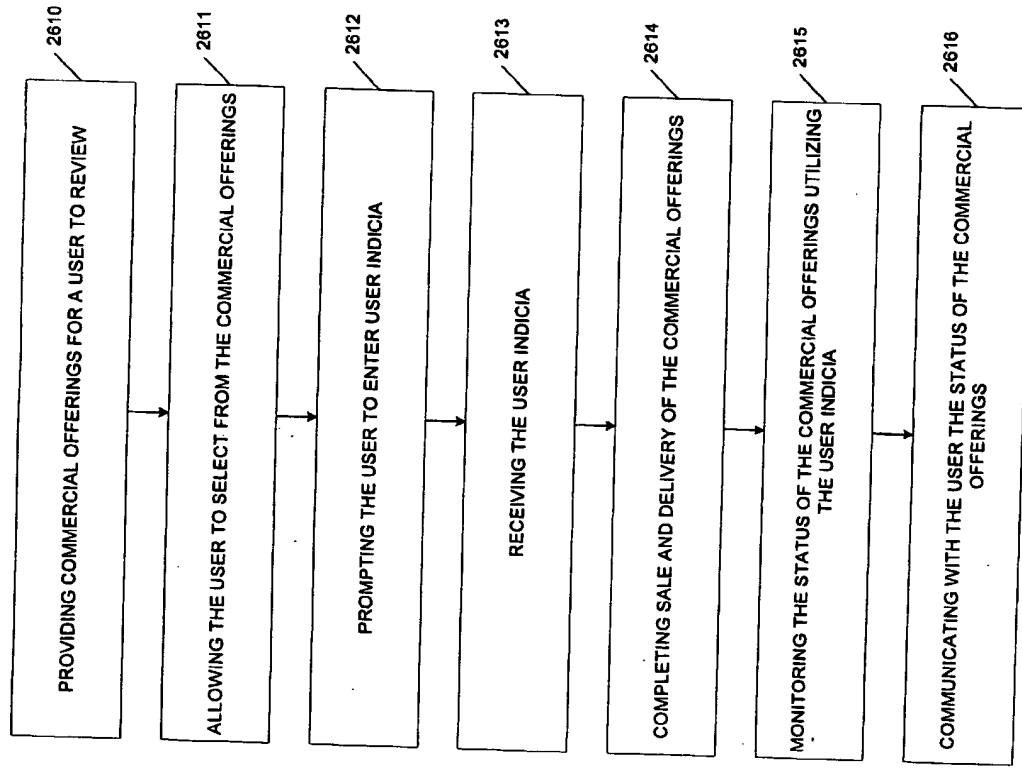 PROVIDING COMMERCIAL OFFERINGS FOR A USER TO REVIEW
2610
ALLOWING THE USER TO SELECT FROM THE COMMERCIAL OFFERINGS
2611
PROMPTING THE USER TO ENTER USER INDICIA
2612
RECEIVING THE USER INDICIA
2613
COMPLETING SALE AND DELIVERY OF THE COMMERCIAL OFFERINGS
2614
MONITORING THE STATUS OF THE COMMERCIAL OFFERINGS UTILIZING
THE USER INDICIA
2615
COMMUNICATING WITH THE USER THE STATUS OF THE COMMERCIAL
OFFERINGS
2616